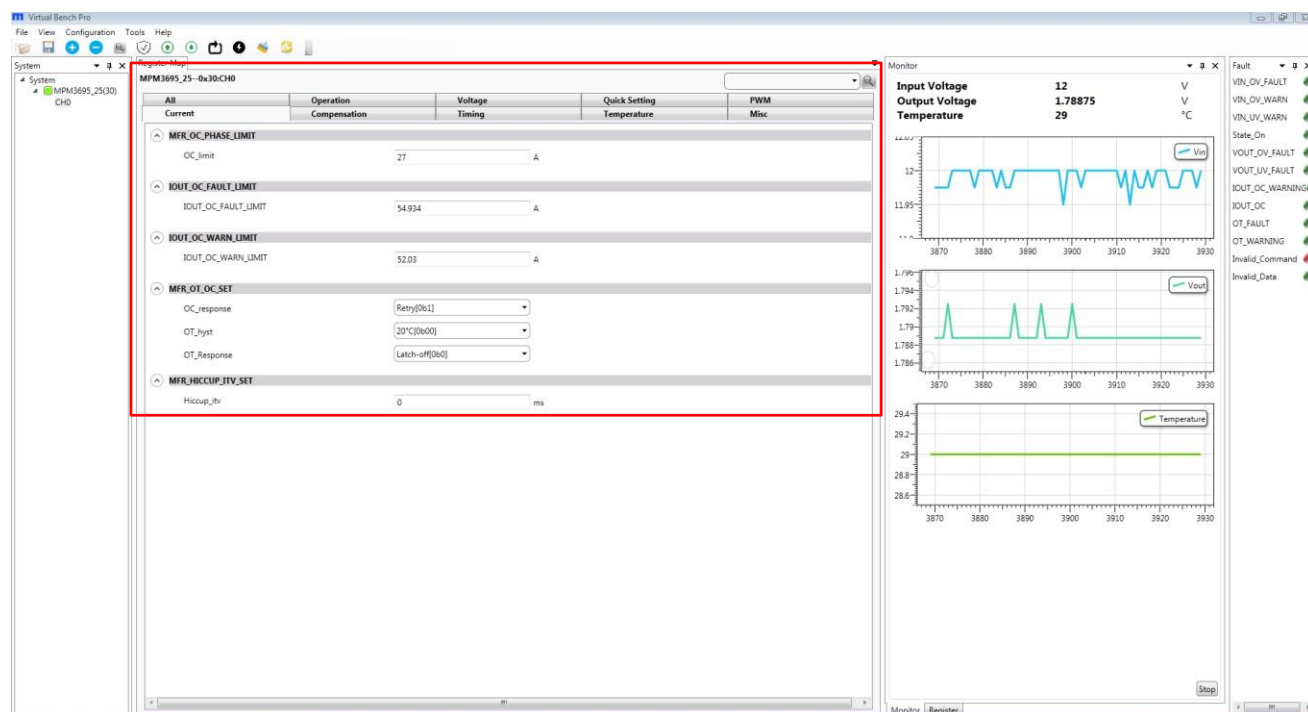 Virtual Bench Pro
File View Configuration Tools Help
System
System
MPM3695_25(30)
CH0
Register Map
MPM3695_25--0x30:CH0
All Operation Voltage Quick Setting PWM
Current Compensation Timing Temperature Misc
MFR_OC_PHASE_LIMIT
OC_limit 27 A
IOUT_OC_FAULT_LIMIT
IOUT_OC_FAULT_LIMIT 54.934 A
IOUT_OC_WARN_LIMIT
IOUT_OC_WARN_LIMIT 52.03 A
MFR_OT_OC_SET
OC_response Retry[0b1]
OT_hyst 20°C[0b00]
OT_Response Latch-off[0b0]
MFR_HICCUP_ITV_SET
Hiccup_itv 0 ms
Monitor
Input Voltage 12 V
Output Voltage 1.78875 V
Temperature 29 °C
12.05
Vin
12
11.95
3870 3880 3890 3900 3910 3920 3930
1.796
1.794
Vout
1.792
1.79
1.788
1.786
3870 3880 3890 3900 3910 3920 3930
29.4
Temperature
29.2
29
28.8
28.6
3870 3880 3890 3900 3910 3920 3930
Stop
Monitor Register
Fault
VIN_OV_FAULT
VIN_OV_WARN
VIN_UV_WARN
State_On
VOUT_OV_FAULT
VOUT_UV_FAULT
IOUT_OC_WARNING
IOUT_OC
OT_FAULT
OT_WARNING
Invalid_Command
Invalid_Data